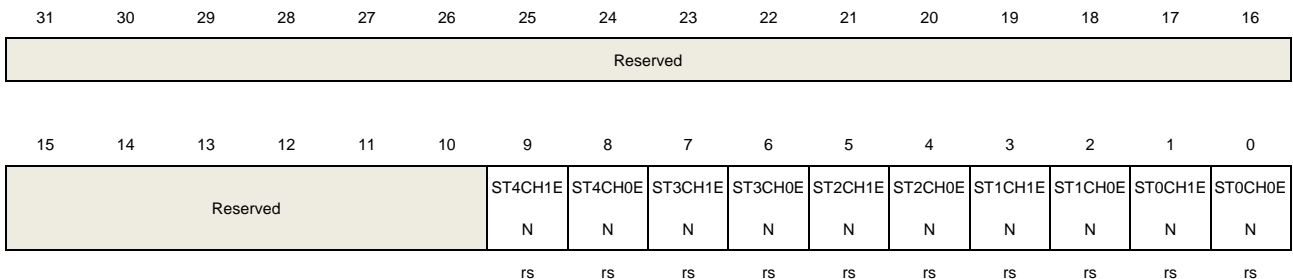 31 30 29 28 27 26 25 24 23 22 21 20 19 18 17 16
Reserved
15 14 13 12 11 10 9 8 7 6 5 4 3 2 1 0
Reserved
ST4CH1E ST4CH0E ST3CH1E ST3CH0E ST2CH1E ST2CH0E ST1CH1E ST1CH0E ST0CH1E ST0CH0E
N N N N N N N N N N
rs rs rs rs rs rs rs rs rs rs